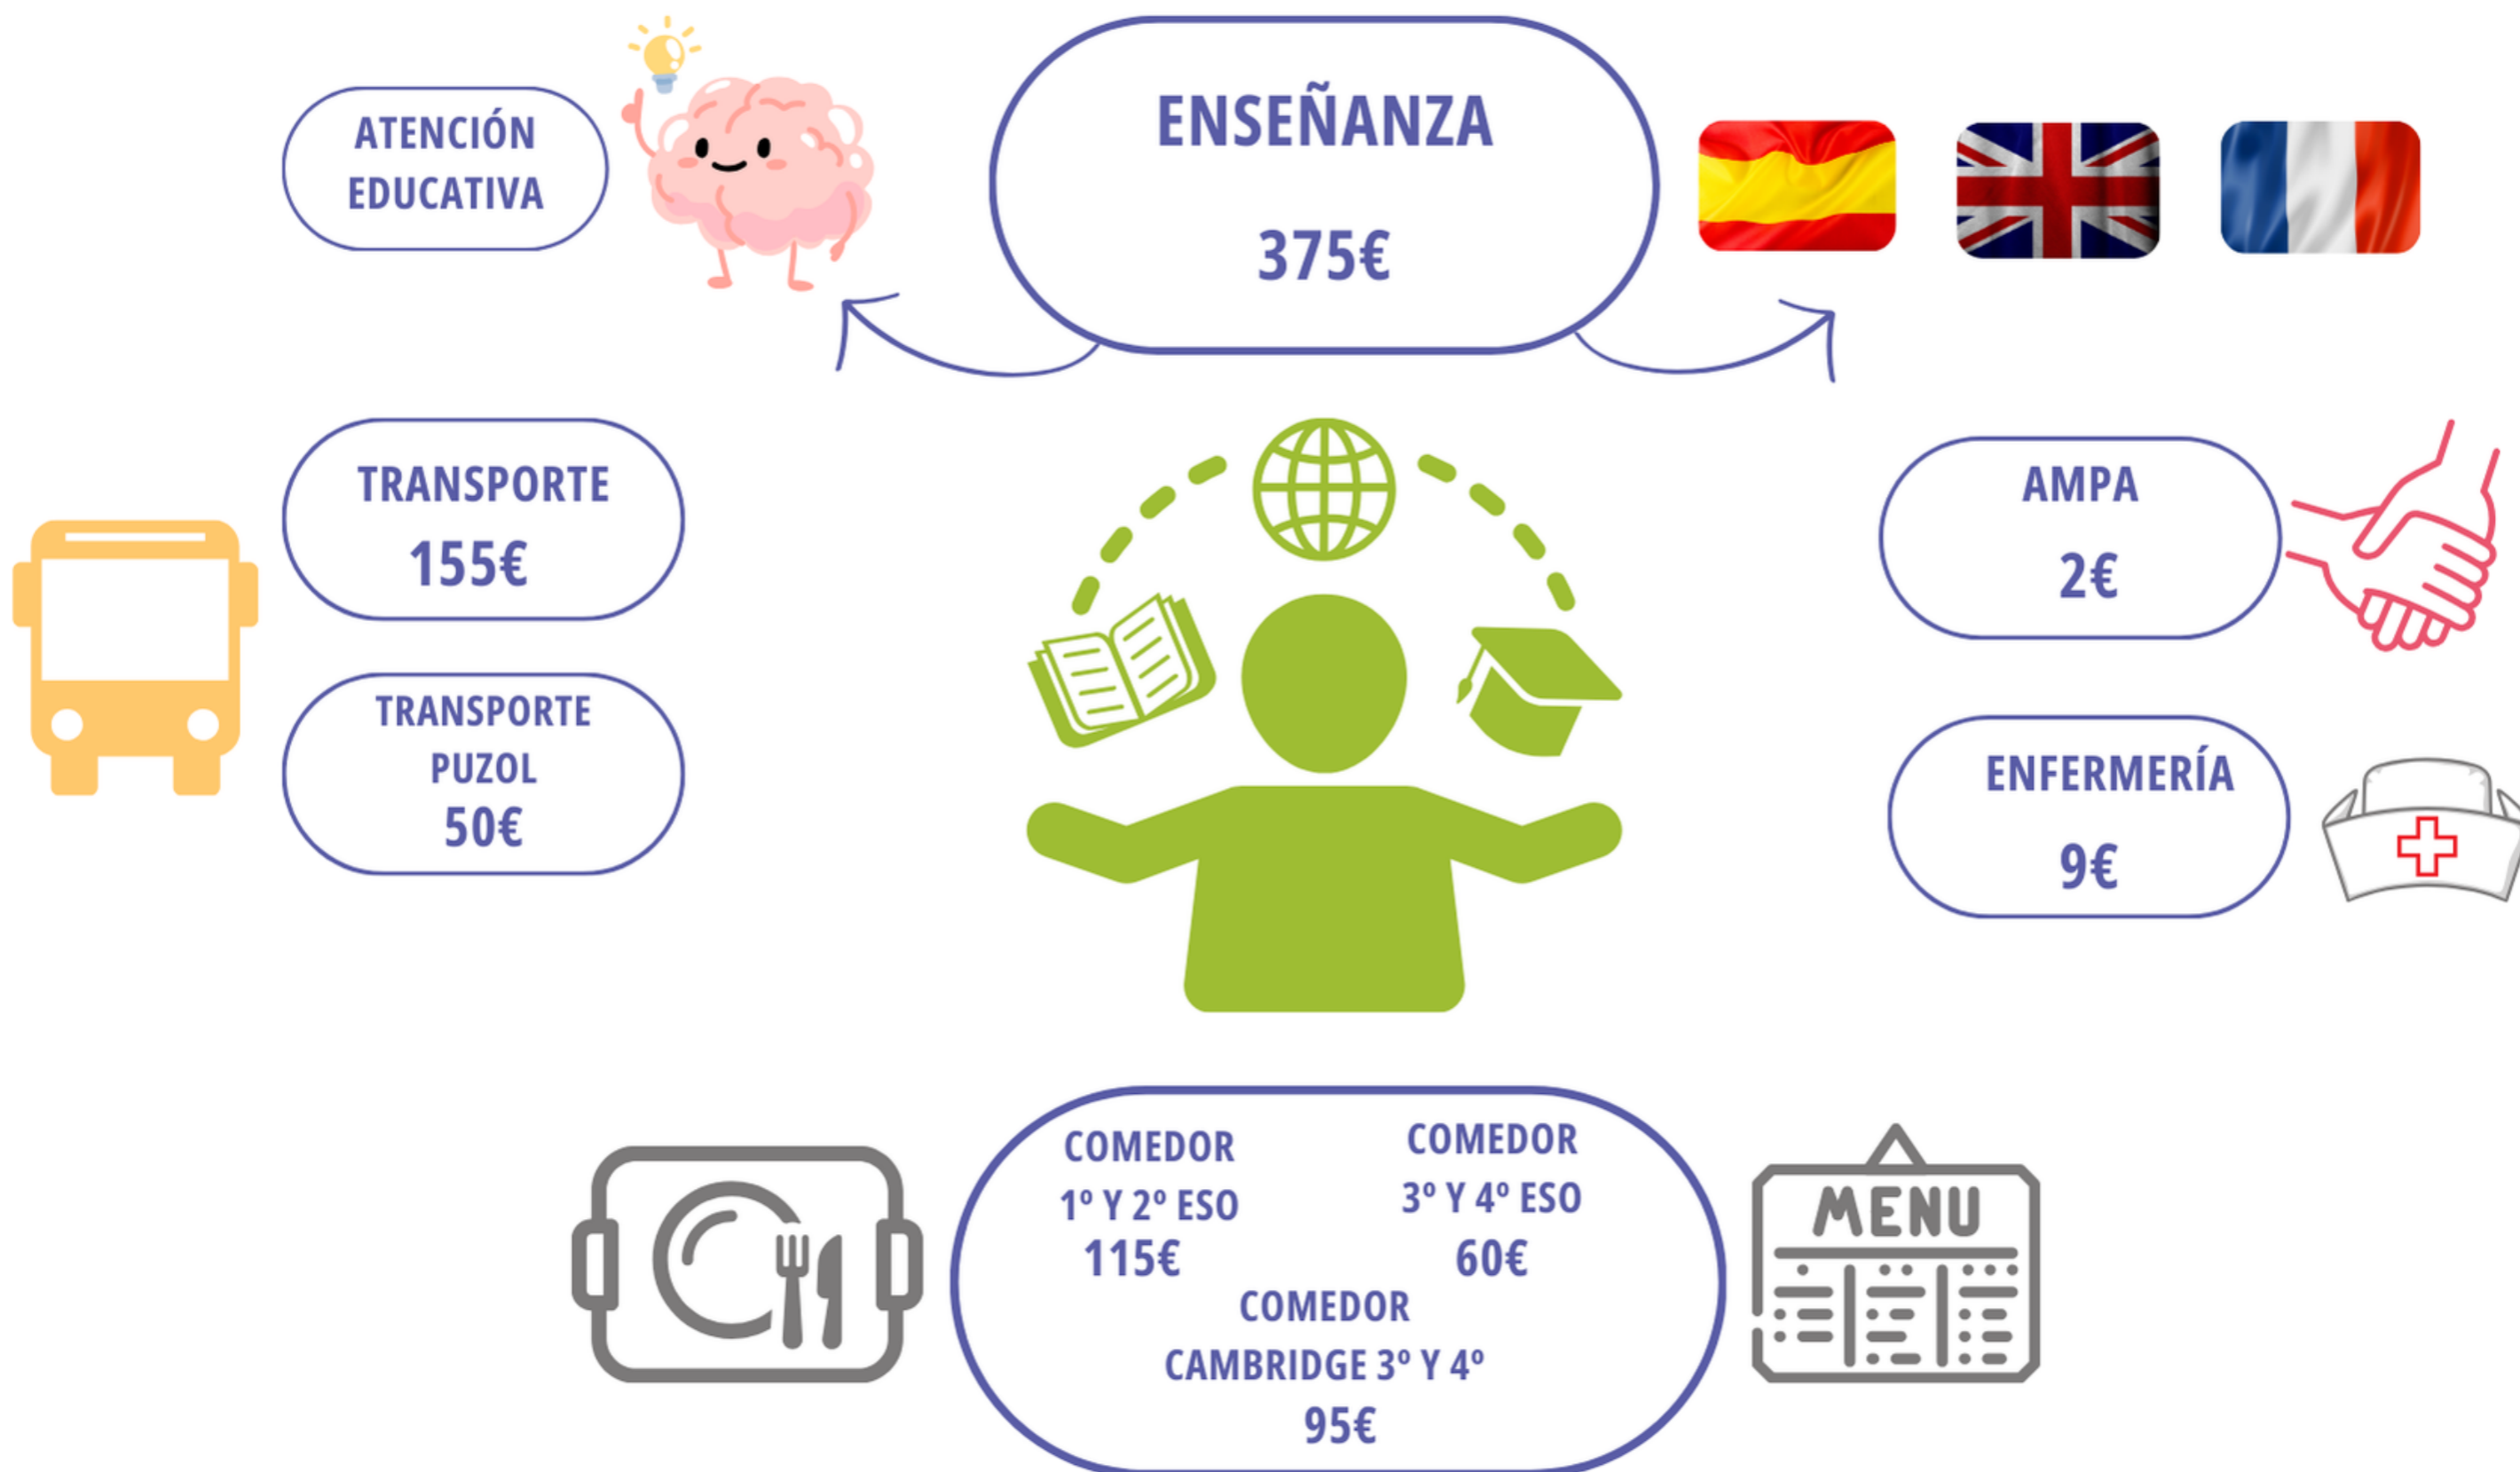 ATENCIÓN
EDUCATIVA
ENSEÑANZA
375€
TRANSPORTE
155€
TRANSPORTE
PUZOL
50€
AMPA
2€
ENFERMERÍA
9€
COMEDOR
1º Y 2º ESO
115€
COMEDOR
3º Y 4º ESO
60€
COMEDOR
CAMBRIDGE 3º Y 4º
95€
MENU